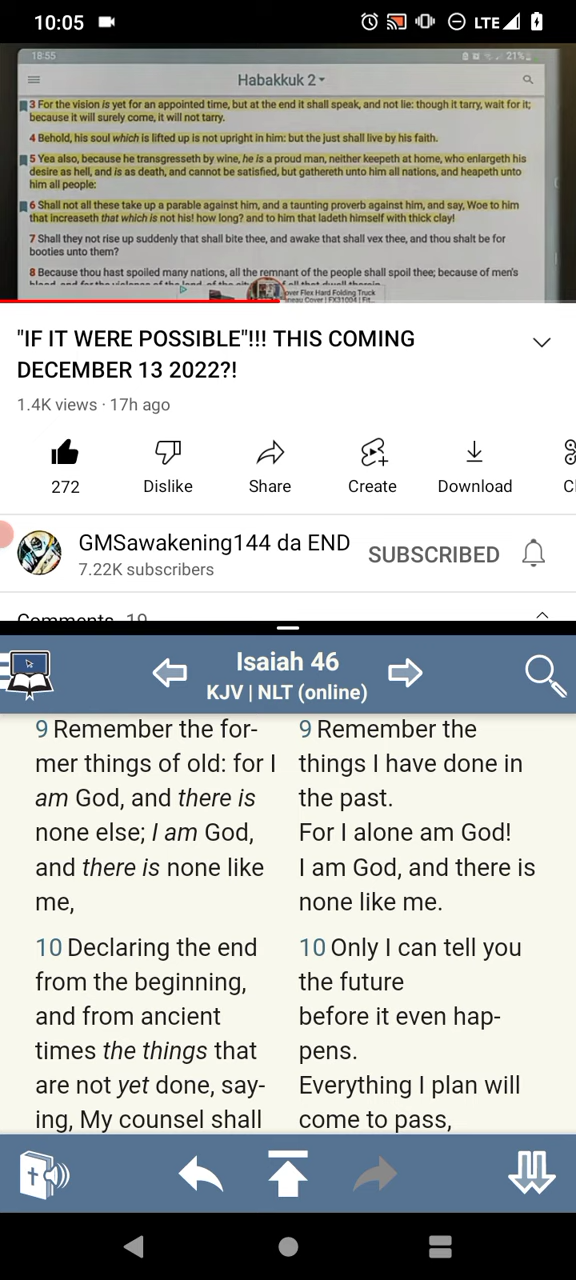 10:05
LTE
18:55
21%
Habakkuk 2
3 For the vision is yet for an appointed time, but at the end it shall speak, and not lie: though it tarry, wait for it;
because it will surely come, it will not tarry.
4 Behold, his soul which is lifted up is not upright in him: but the just shall live by his faith.
5 Yea also, because he transgresseth by wine, he is a proud man, neither keepeth at home, who enlargeth his
desire as hell, and is as death, and cannot be satisfied, but gathereth unto him all nations, and heapeth unto
him all people:
6 Shall not all these take up a parable against him, and a taunting proverb against him, and say, Woe to him
that increaseth that which is not his! how long? and to him that ladeth himself with thick clay!
7 Shall they not rise up suddenly that shall bite thee, and awake that shall vex thee, and thou shalt be for
booties unto them?
8 Because thou hast spoiled many nations, all the remnant of the people shall spoil thee; because of men's
over Flex Hard Folding Truck
neau Cover | FX31004 | Fit...
"IF IT WERE POSSIBLE"!!! THIS COMING
DECEMBER 13 2022?!
1.4K views · 17h ago
272
Dislike
Share
Create
Download
Cl
GMSawakening144 da END
7.22K subscribers
SUBSCRIBED
Comments 19
Isaiah 46
KJV | NLT (online)
9 Remember the for-
mer things of old: for I
am God, and there is
none else; I am God,
and there is none like
me,
10 Declaring the end
from the beginning,
and from ancient
times the things that
are not yet done, say-
ing, My counsel shall
9 Remember the
things I have done in
the past.
For I alone am God!
I am God, and there is
none like me.
10 Only I can tell you
the future
before it even hap-
pens.
Everything I plan will
come to pass,